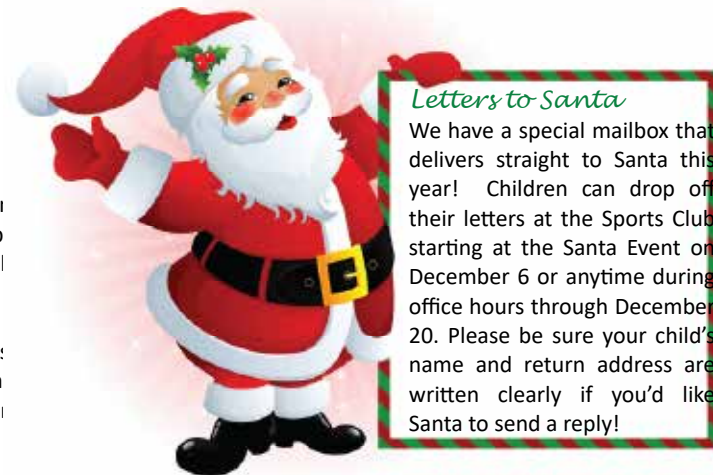 Letters to Santa
We have a special mailbox that
delivers straight to Santa this
year! Children can drop off
their letters at the Sports Club
starting at the Santa Event on
December 6 or anytime during
office hours through December
20. Please be sure your child's
name and return address are
written clearly if you'd like
Santa to send a reply!